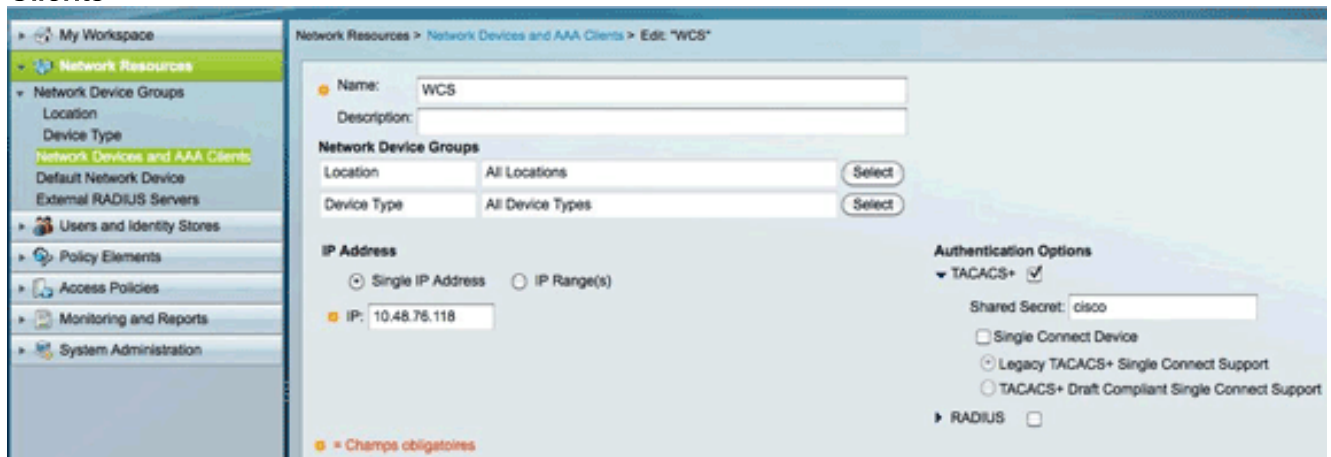 My Workspace
Network Resources
Network Device Groups
Location
Device Type
Network Devices and AAA Clients
Default Network Device
External RADIUS Servers
Users and Identity Stores
Policy Elements
Access Policies
Monitoring and Reports
System Administration
Network Resources > Network Devices and AAA Clients > Edit: "WCS"
Name: WCS
Description:
Network Device Groups
Location All Locations Select
Device Type All Device Types Select
IP Address
Single IP Address IP Range(s)
IP: 10.48.76.118
Authentication Options
TACACS+
Shared Secret: cisco
Single Connect Device
Legacy TACACS+ Single Connect Support
TACACS+ Draft Compliant Single Connect Support
RADIUS
= Champs obligatoires